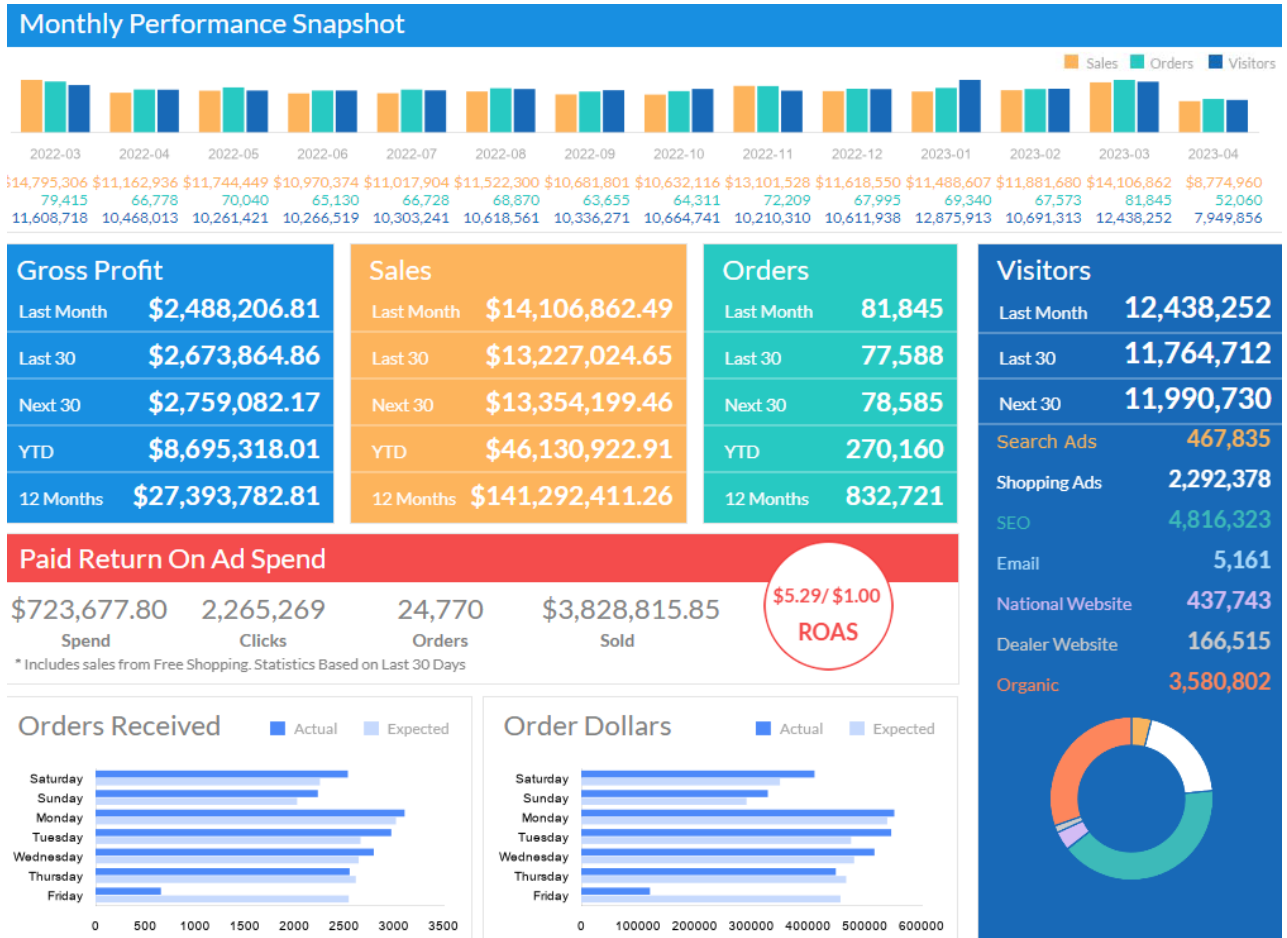 Monthly Performance Snapshot
Sales Orders Visitors
2022-03 2022-04 2022-05 2022-06 2022-07 2022-08 2022-09 2022-10 2022-11 2022-12 2023-01 2023-02 2023-03 2023-04
$14,795,306 $11,162,936 $11,744,449 $10,970,374 $11,017,904 $11,522,300 $10,681,801 $10,632,116 $13,101,528 $11,618,550 $11,488,607 $11,881,680 $14,106,862 $8,774,960
79,415 66,778 70,040 65,130 66,728 68,870 63,655 64,311 72,209 67,995 69,340 67,573 81,845 52,060
11,608,718 10,468,013 10,261,421 10,266,519 10,303,241 10,618,561 10,336,271 10,664,741 10,210,310 10,611,938 12,875,913 10,691,313 12,438,252 7,949,856
Gross Profit
Last Month $2,488,206.81
Last 30 $2,673,864.86
Next 30 $2,759,082.17
YTD $8,695,318.01
12 Months $27,393,782.81
Sales
Last Month $14,106,862.49
Last 30 $13,227,024.65
Next 30 $13,354,199.46
YTD $46,130,922.91
12 Months $141,292,411.26
Orders
Last Month 81,845
Last 30 77,588
Next 30 78,585
YTD 270,160
12 Months 832,721
Visitors
Last Month 12,438,252
Last 30 11,764,712
Next 30 11,990,730
Search Ads 467,835
Shopping Ads 2,292,378
SEO 4,816,323
Email 5,161
National Website 437,743
Dealer Website 166,515
Organic 3,580,802
Paid Return On Ad Spend
$723,677.80 2,265,269 24,770 $3,828,815.85
Spend Clicks Orders Sold
* Includes sales from Free Shopping. Statistics Based on Last 30 Days
$5.29/ $1.00
ROAS
Orders Received
Actual Expected
Saturday
Sunday
Monday
Tuesday
Wednesday
Thursday
Friday
0 500 1000 1500 2000 2500 3000 3500
Order Dollars
Actual Expected
Saturday
Sunday
Monday
Tuesday
Wednesday
Thursday
Friday
0 100000 200000 300000 400000 500000 600000